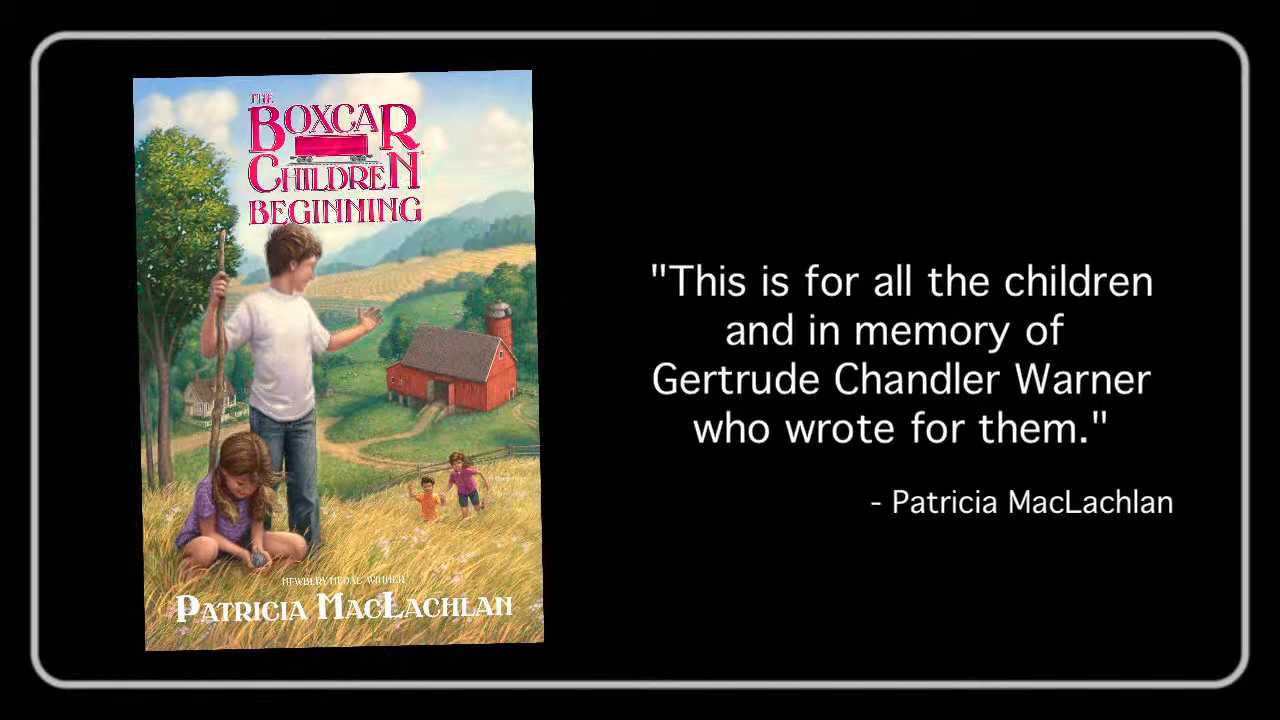 THE
BOXCAR
CHILDREN
BEGINNING
NEWBERY MEDAL-WINNER
PATRICIA MACLACHLAN
"This is for all the children
and in memory of
Gertrude Chandler Warner
who wrote for them."
- Patricia MacLachlan